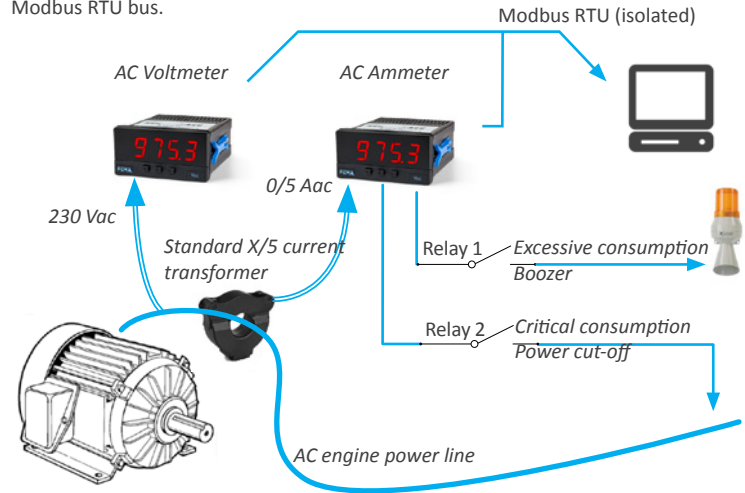 Modbus RTU bus.
Modbus RTU (isolated)
AC Voltmeter
AC Ammeter
975.3
975.3
0/5 Aac
230 Vac
Standard X/5 current
transformer
Relay 1
Excessive consumption
Boozer
Relay 2
Critical consumption
Power cut-off
AC engine power line